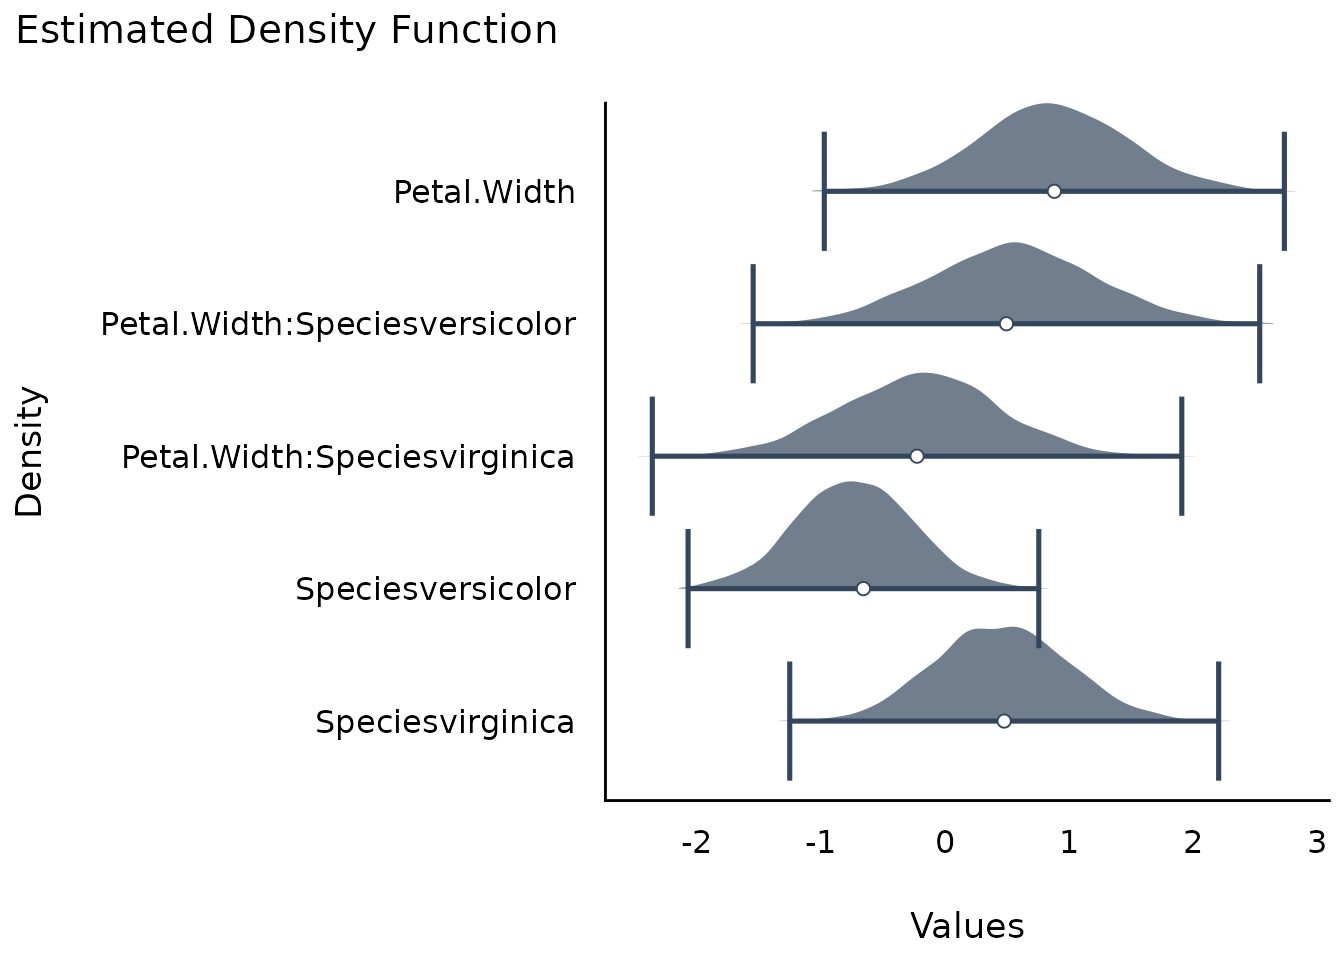 Estimated Density Function
Petal.Width
Petal.Width:Speciesversicolor
Petal.Width:Speciesvirginica
Speciesversicolor
Speciesvirginica
Density
-2 -1 0 1 2 3
Values